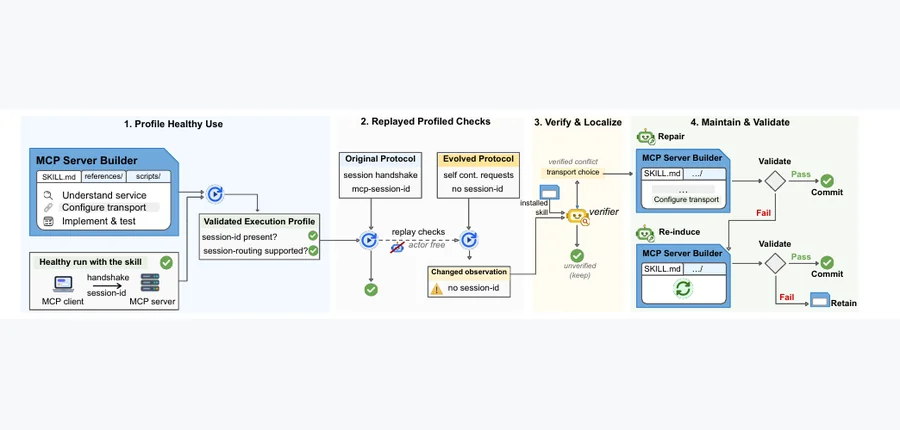 1. Profile Healthy Use
MCP Server Builder
SKILL.md
references/
scripts/
Understand service
Configure transport
Implement & test
Healthy run with the skill
handshake
session-id
MCP client
MCP server
Validated Execution Profile
session-id present?
session-routing supported?
2. Replayed Profiled Checks
Original Protocol
session handshake
mcp-session-id
Evolved Protocol
self cont. requests
no session-id
replay checks
actor free
Changed observation
no session-id
3. Verify & Localize
verified conflict
transport choice
installed
skill
verifier
unverified
(keep)
4. Maintain & Validate
Repair
MCP Server Builder
SKILL.md
.../
...
Configure transport
Validate
Pass
Commit
Fail
Re-induce
MCP Server Builder
SKILL.md
.../
Validate
Pass
Commit
Fail
Retain